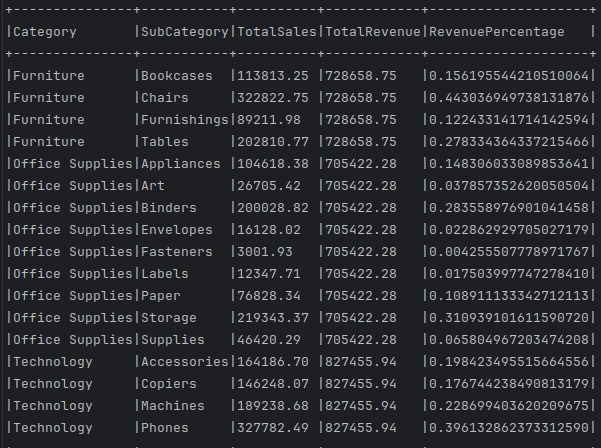 +---------------+-----------+----------+------------+--------------------+
|Category       |SubCategory|TotalSales|TotalRevenue|RevenuePercentage   |
+---------------+-----------+----------+------------+--------------------+
|Furniture      |Bookcases  |113813.25 |728658.75   |0.156195544210510064|
|Furniture      |Chairs     |322822.75 |728658.75   |0.443036949738131876|
|Furniture      |Furnishings|89211.98  |728658.75   |0.122433141714142594|
|Furniture      |Tables     |202810.77 |728658.75   |0.278334364337215466|
|Office Supplies|Appliances |104618.38 |705422.28   |0.148306033089853641|
|Office Supplies|Art        |26705.42  |705422.28   |0.037857352620050504|
|Office Supplies|Binders    |200028.82 |705422.28   |0.283558976901041458|
|Office Supplies|Envelopes  |16128.02  |705422.28   |0.022862929705027179|
|Office Supplies|Fasteners  |3001.93   |705422.28   |0.004255507778971767|
|Office Supplies|Labels     |12347.71  |705422.28   |0.017503997747278410|
|Office Supplies|Paper      |76828.34  |705422.28   |0.108911133342712113|
|Office Supplies|Storage    |219343.37 |705422.28   |0.310939101611590720|
|Office Supplies|Supplies   |46420.29  |705422.28   |0.065804967203474208|
|Technology     |Accessories|164186.70 |827455.94   |0.198423495515664556|
|Technology     |Copiers    |146248.07 |827455.94   |0.176744238490813179|
|Technology     |Machines   |189238.68 |827455.94   |0.228699403620209675|
|Technology     |Phones     |327782.49 |827455.94   |0.396132862373312590|